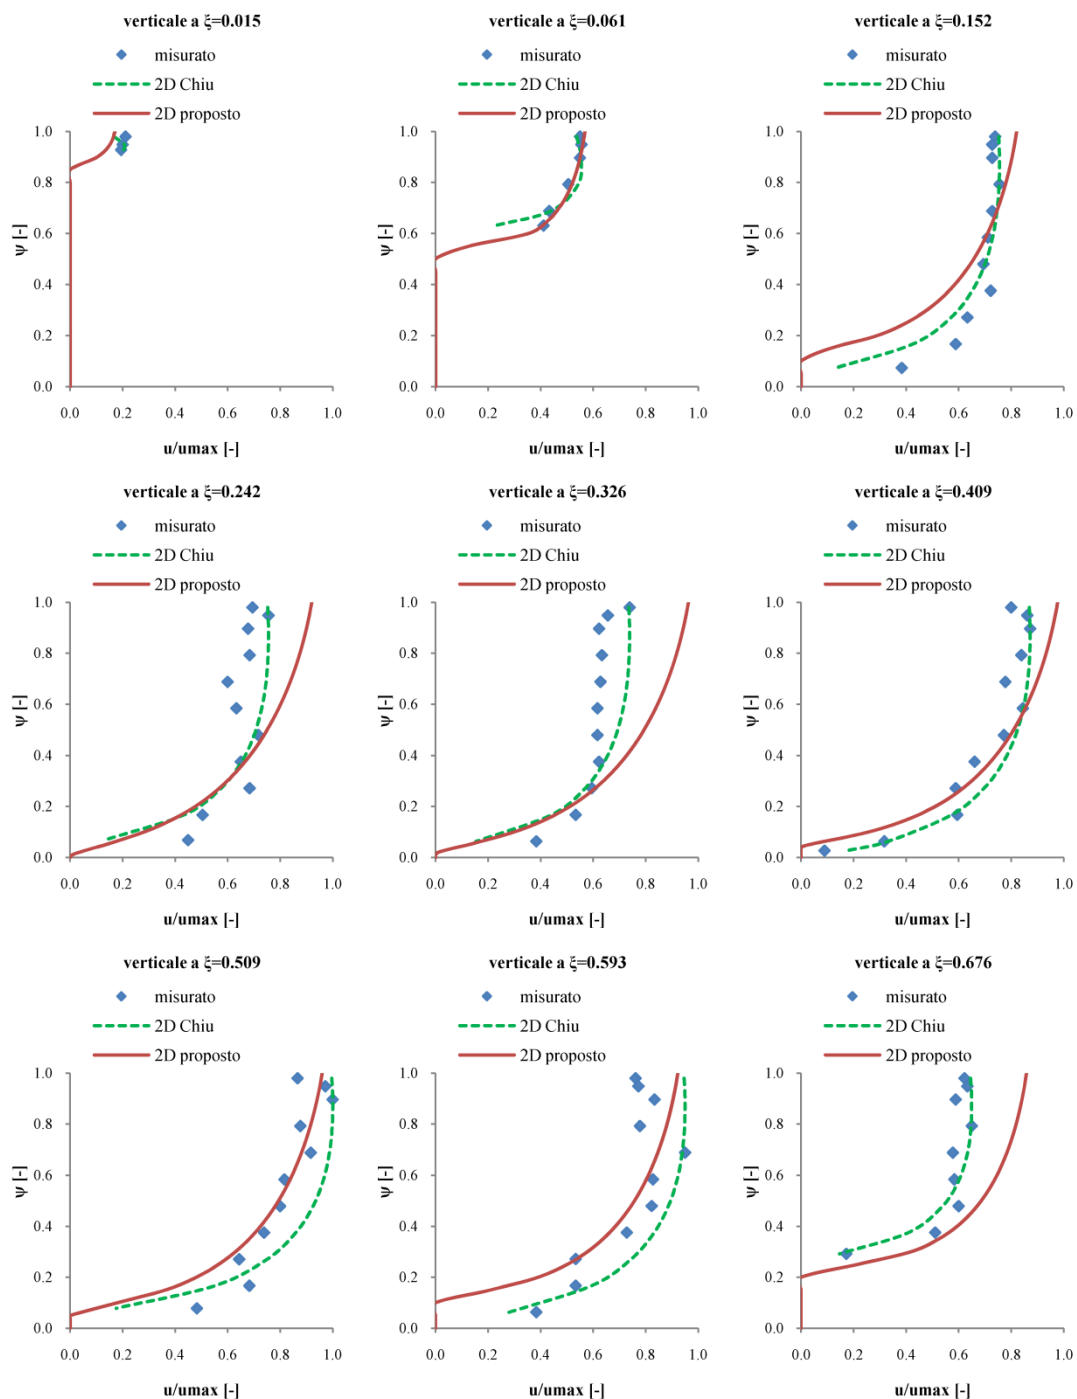 verticale a ξ=0.015
misurato
2D Chiu
2D proposto
1.0
0.8
0.6
0.4
0.2
0.0
ψ [-]
0.0 0.2 0.4 0.6 0.8 1.0
u/umax [-]
verticale a ξ=0.061
misurato
2D Chiu
2D proposto
1.0
0.8
0.6
0.4
0.2
0.0
ψ [-]
0.0 0.2 0.4 0.6 0.8 1.0
u/umax [-]
verticale a ξ=0.152
misurato
2D Chiu
2D proposto
1.0
0.8
0.6
0.4
0.2
0.0
ψ [-]
0.0 0.2 0.4 0.6 0.8 1.0
u/umax [-]
verticale a ξ=0.242
misurato
2D Chiu
2D proposto
1.0
0.8
0.6
0.4
0.2
0.0
ψ [-]
0.0 0.2 0.4 0.6 0.8 1.0
u/umax [-]
verticale a ξ=0.326
misurato
2D Chiu
2D proposto
1.0
0.8
0.6
0.4
0.2
0.0
ψ [-]
0.0 0.2 0.4 0.6 0.8 1.0
u/umax [-]
verticale a ξ=0.409
misurato
2D Chiu
2D proposto
1.0
0.8
0.6
0.4
0.2
0.0
ψ [-]
0.0 0.2 0.4 0.6 0.8 1.0
u/umax [-]
verticale a ξ=0.509
misurato
2D Chiu
2D proposto
1.0
0.8
0.6
0.4
0.2
0.0
ψ [-]
0.0 0.2 0.4 0.6 0.8 1.0
u/umax [-]
verticale a ξ=0.593
misurato
2D Chiu
2D proposto
1.0
0.8
0.6
0.4
0.2
0.0
ψ [-]
0.0 0.2 0.4 0.6 0.8 1.0
u/umax [-]
verticale a ξ=0.676
misurato
2D Chiu
2D proposto
1.0
0.8
0.6
0.4
0.2
0.0
ψ [-]
0.0 0.2 0.4 0.6 0.8 1.0
u/umax [-]